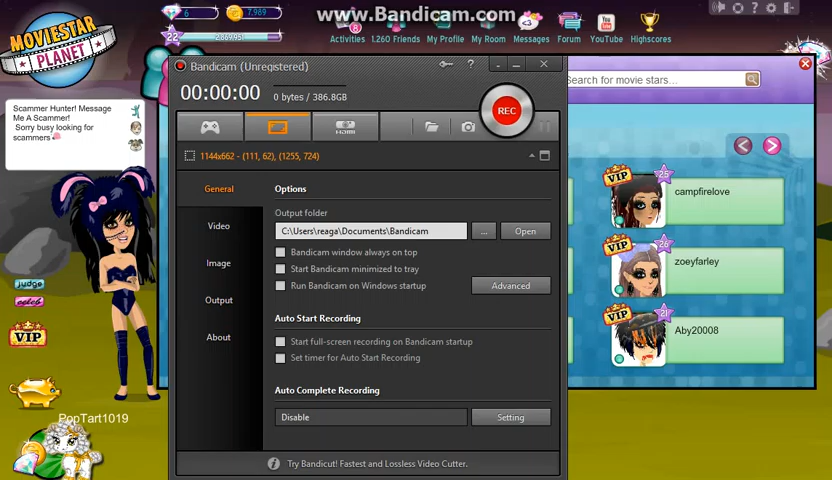 www.Bandicam.com
6
7,989
22
2,889,951
8
Activities
1,260 Friends
My Profile
My Room
Messages
Forum
YouTube
Highscores
MOVIESTAR
PLANET
Scammer Hunter! Message
Me A Scammer!
Sorry busy looking for
scammers
judge
celeb
VIP
PopTart1019
Bandicam (Unregistered)
00:00:00
0 bytes / 386.8GB
REC
HDMI
1144x662 - (111, 62), (1255, 724)
General
Video
Image
Output
About
Options
Output folder
C:\Users\reaga\Documents\Bandicam
...
Open
Bandicam window always on top
Start Bandicam minimized to tray
Run Bandicam on Windows startup
Advanced
Auto Start Recording
Start full-screen recording on Bandicam startup
Set timer for Auto Start Recording
Auto Complete Recording
Disable
Setting
Try Bandicut! Fastest and Lossless Video Cutter.
Search for movie stars...
VIP
25
campfirelove
VIP
26
zoeyfarley
VIP
21
Aby20008